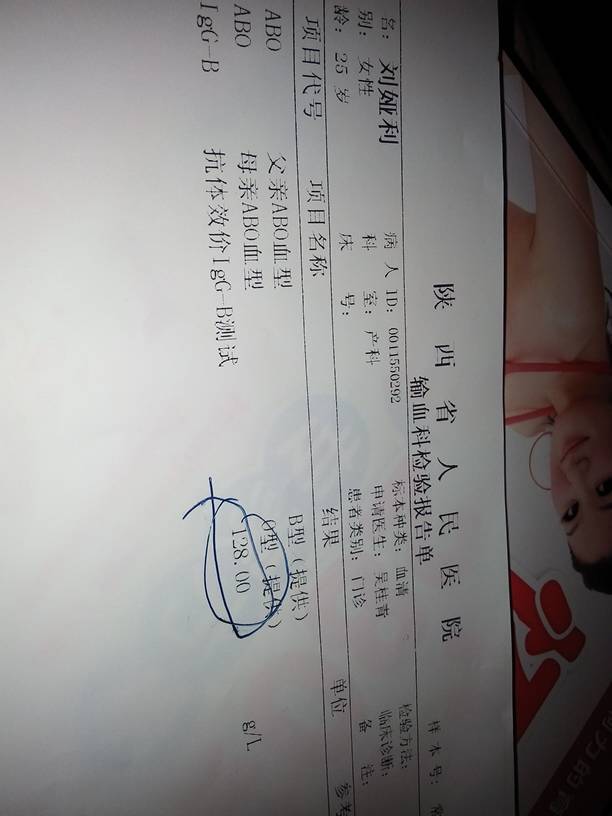 陕西省人民医院
输血科检验报告单
样本号:
名: 刘娅利 病人ID: 0011550292 标本种类: 血清 检验方法:
别: 女性 科室: 产科 申请医生: 吴桂青 临床诊断:
龄: 25岁 床号: 患者类别: 门诊 备注:
项目代号 项目名称 结果 单位 参考
ABO 父亲ABO血型 B型(提供)
ABO 母亲ABO血型 O型(提供)
IgG-B 抗体效价IgG-B测试 128.00 g/L